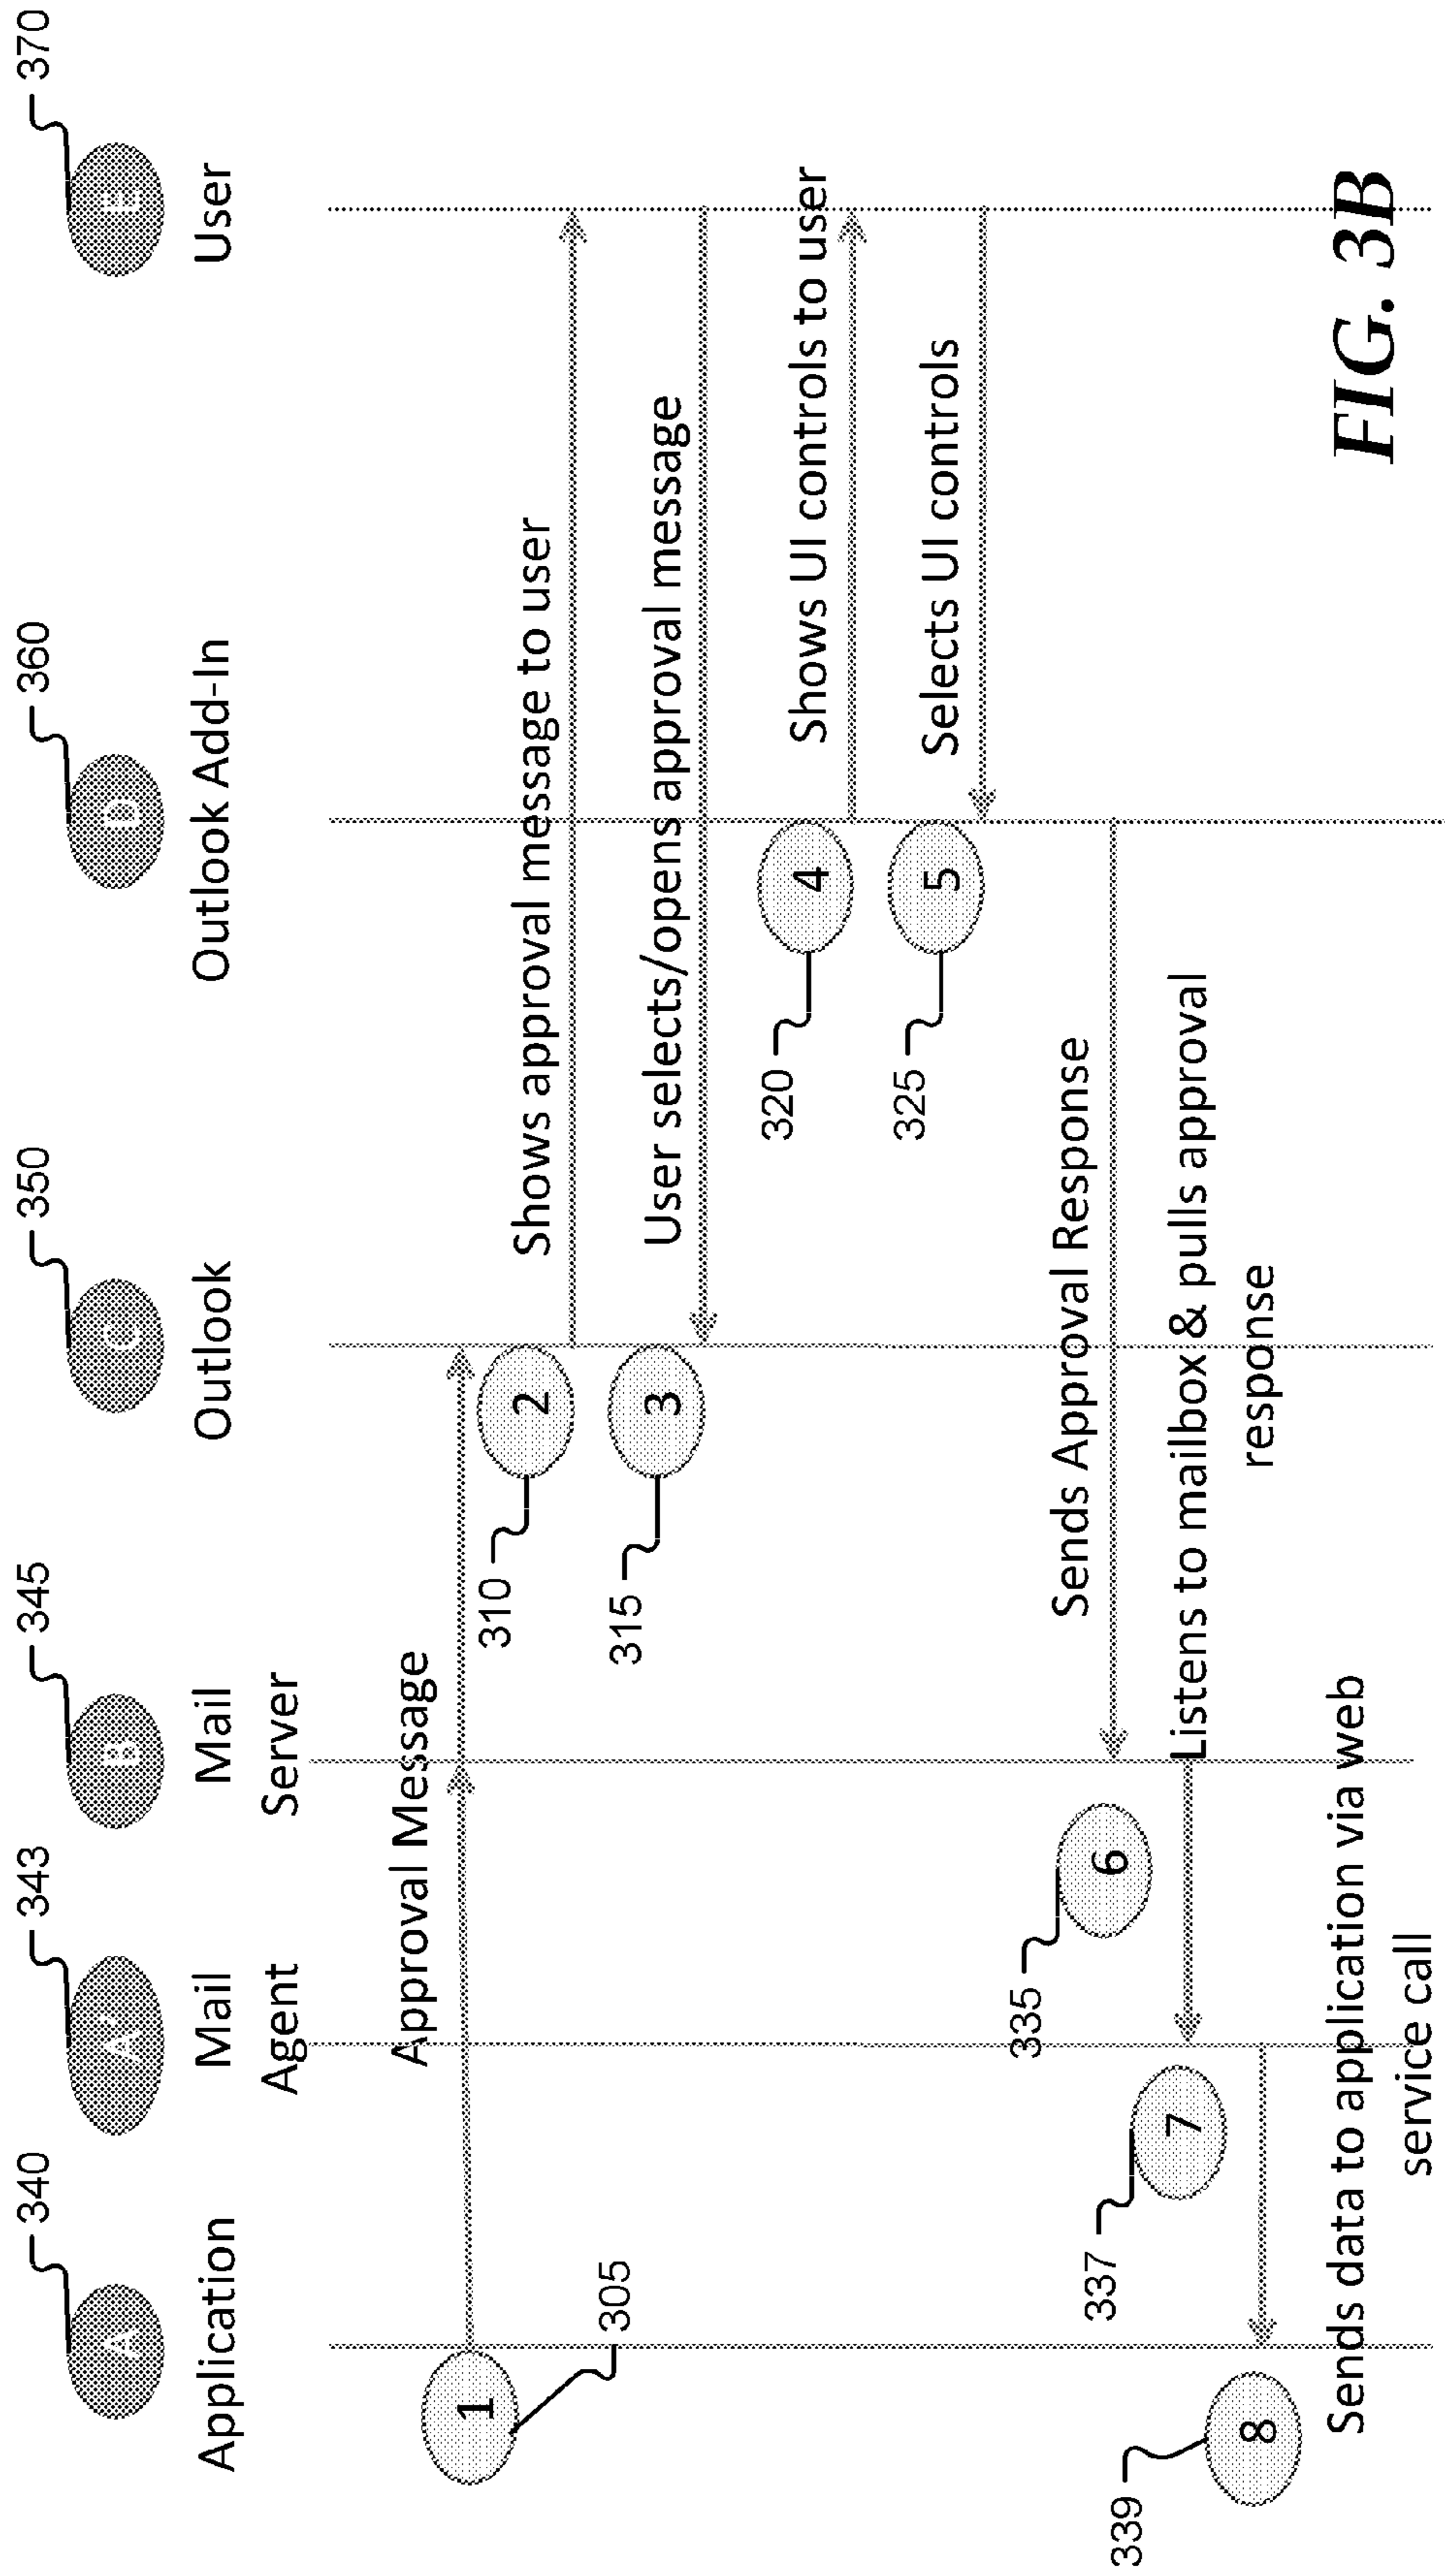 340
343
345
350
360
370
A
A'
B
C
D
E
Application
Mail
Agent
Mail
Server
Outlook
Outlook Add-In
User
Approval Message
1
305
2
310
Shows approval message to user
3
315
User selects/opens approval message
4
320
Shows UI controls to user
5
325
Selects UI controls
Sends Approval Response
6
335
Listens to mailbox & pulls approval
response
7
337
8
339
Sends data to application via web
service call
FIG. 3B